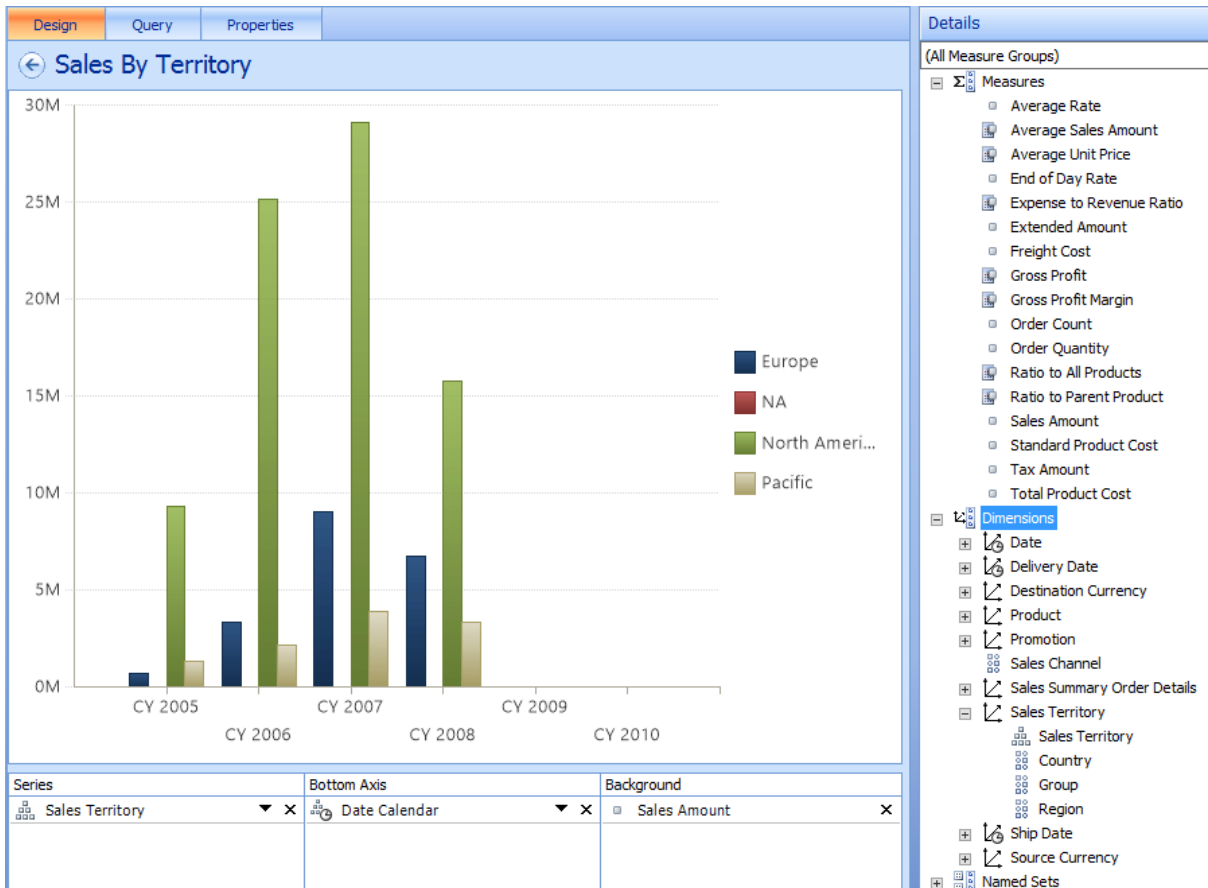 Design Query Properties
Sales By Territory
30M
25M
20M
15M
10M
5M
0M
CY 2005 CY 2007 CY 2009
CY 2006 CY 2008 CY 2010
Europe
NA
North Ameri...
Pacific
Series Bottom Axis Background
Sales Territory Date Calendar Sales Amount
Details
(All Measure Groups)
Σ Measures
Average Rate
Average Sales Amount
Average Unit Price
End of Day Rate
Expense to Revenue Ratio
Extended Amount
Freight Cost
Gross Profit
Gross Profit Margin
Order Count
Order Quantity
Ratio to All Products
Ratio to Parent Product
Sales Amount
Standard Product Cost
Tax Amount
Total Product Cost
Dimensions
Date
Delivery Date
Destination Currency
Product
Promotion
Sales Channel
Sales Summary Order Details
Sales Territory
Sales Territory
Country
Group
Region
Ship Date
Source Currency
Named Sets